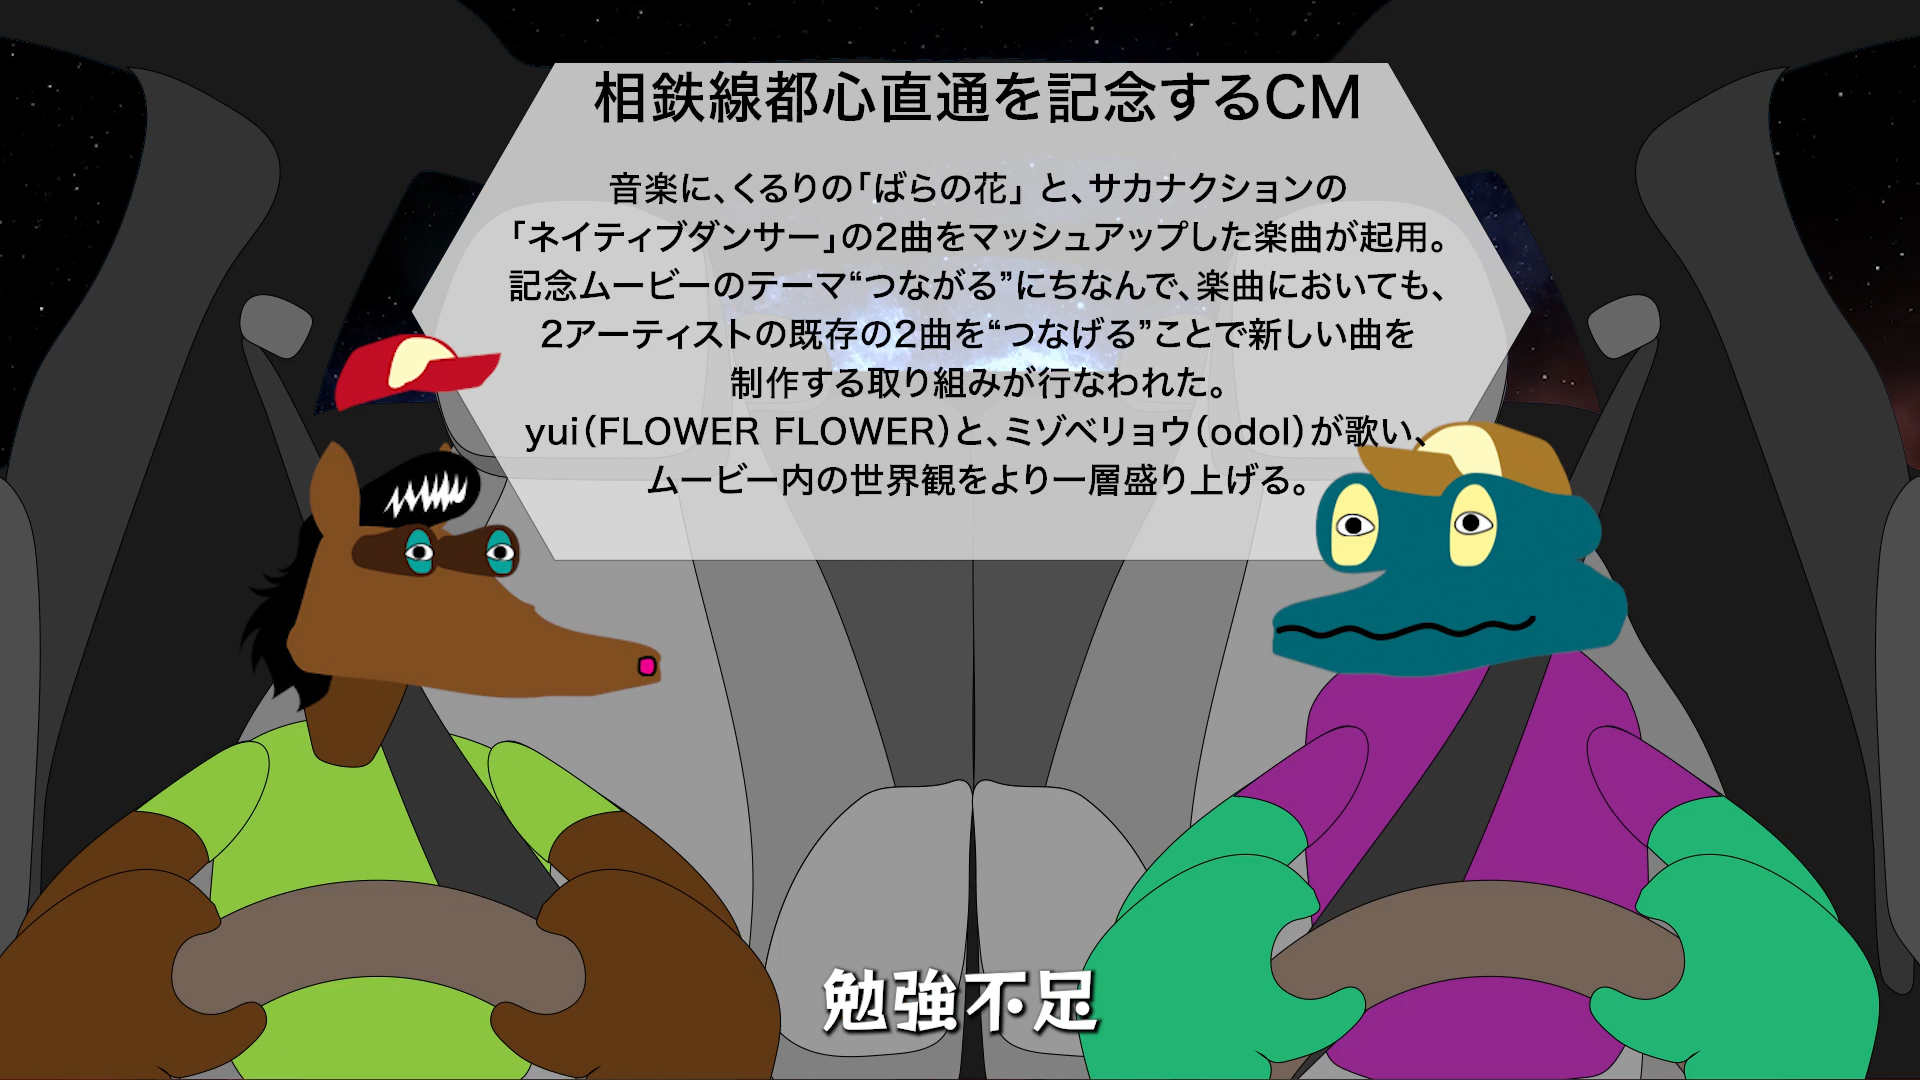 相鉄線都心直通を記念するCM
音楽に、くるりの「ばらの花」 と、サカナクションの
「ネイティブダンサー」の2曲をマッシュアップした楽曲が起用。
記念ムービーのテーマ“つながる”にちなんで、楽曲においても、
2アーティストの既存の2曲を“つなげる”ことで新しい曲を
制作する取り組みが行なわれた。
yui（FLOWER FLOWER）と、ミゾベリョウ（odol）が歌い、
ムービー内の世界観をより一層盛り上げる。
勉強不足